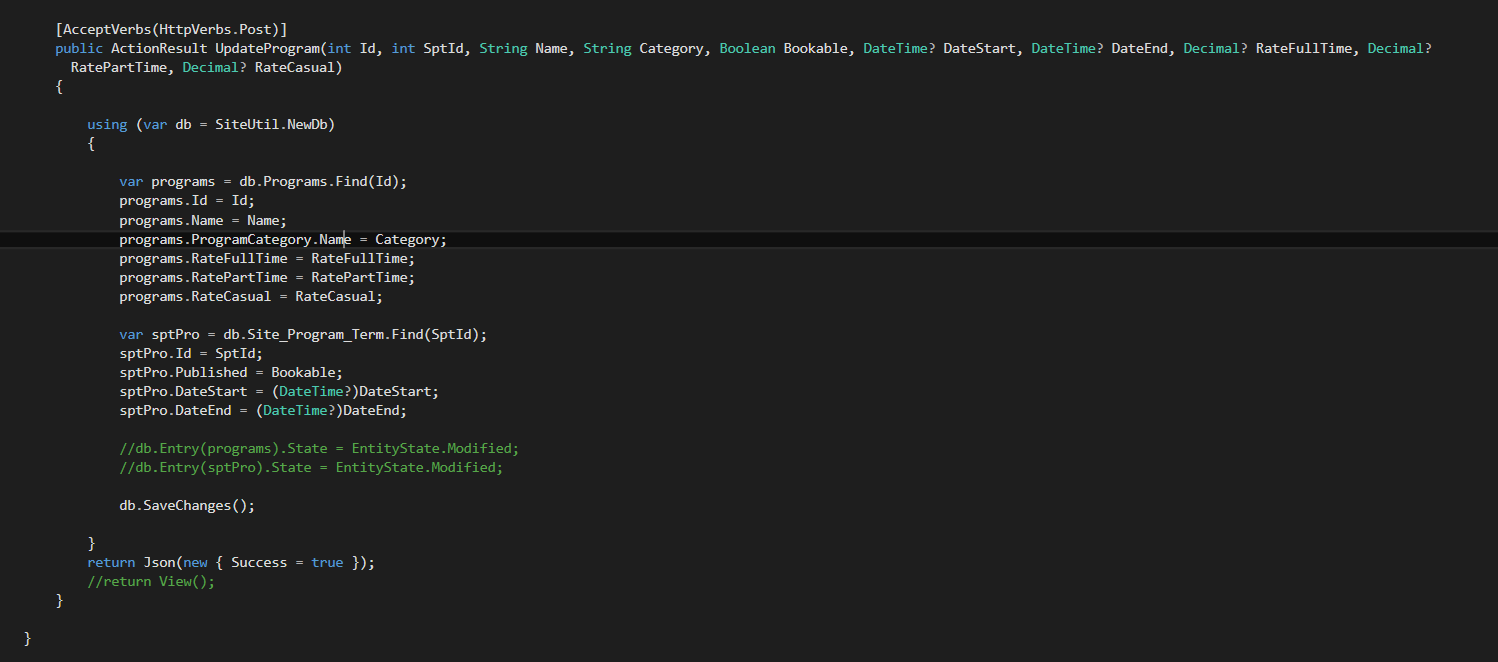 [AcceptVerbs(HttpVerbs.Post)]
public ActionResult UpdateProgram(int Id, int SptId, String Name, String Category, Boolean Bookable, DateTime? DateStart, DateTime? DateEnd, Decimal? RateFullTime, Decimal?
RatePartTime, Decimal? RateCasual)
{
using (var db = SiteUtil.NewDb)
{
var programs = db.Programs.Find(Id);
programs.Id = Id;
programs.Name = Name;
programs.ProgramCategory.Name = Category;
programs.RateFullTime = RateFullTime;
programs.RatePartTime = RatePartTime;
programs.RateCasual = RateCasual;
var sptPro = db.Site_Program_Term.Find(SptId);
sptPro.Id = SptId;
sptPro.Published = Bookable;
sptPro.DateStart = (DateTime?)DateStart;
sptPro.DateEnd = (DateTime?)DateEnd;
//db.Entry(programs).State = EntityState.Modified;
//db.Entry(sptPro).State = EntityState.Modified;
db.SaveChanges();
}
return Json(new { Success = true });
//return View();
}
}